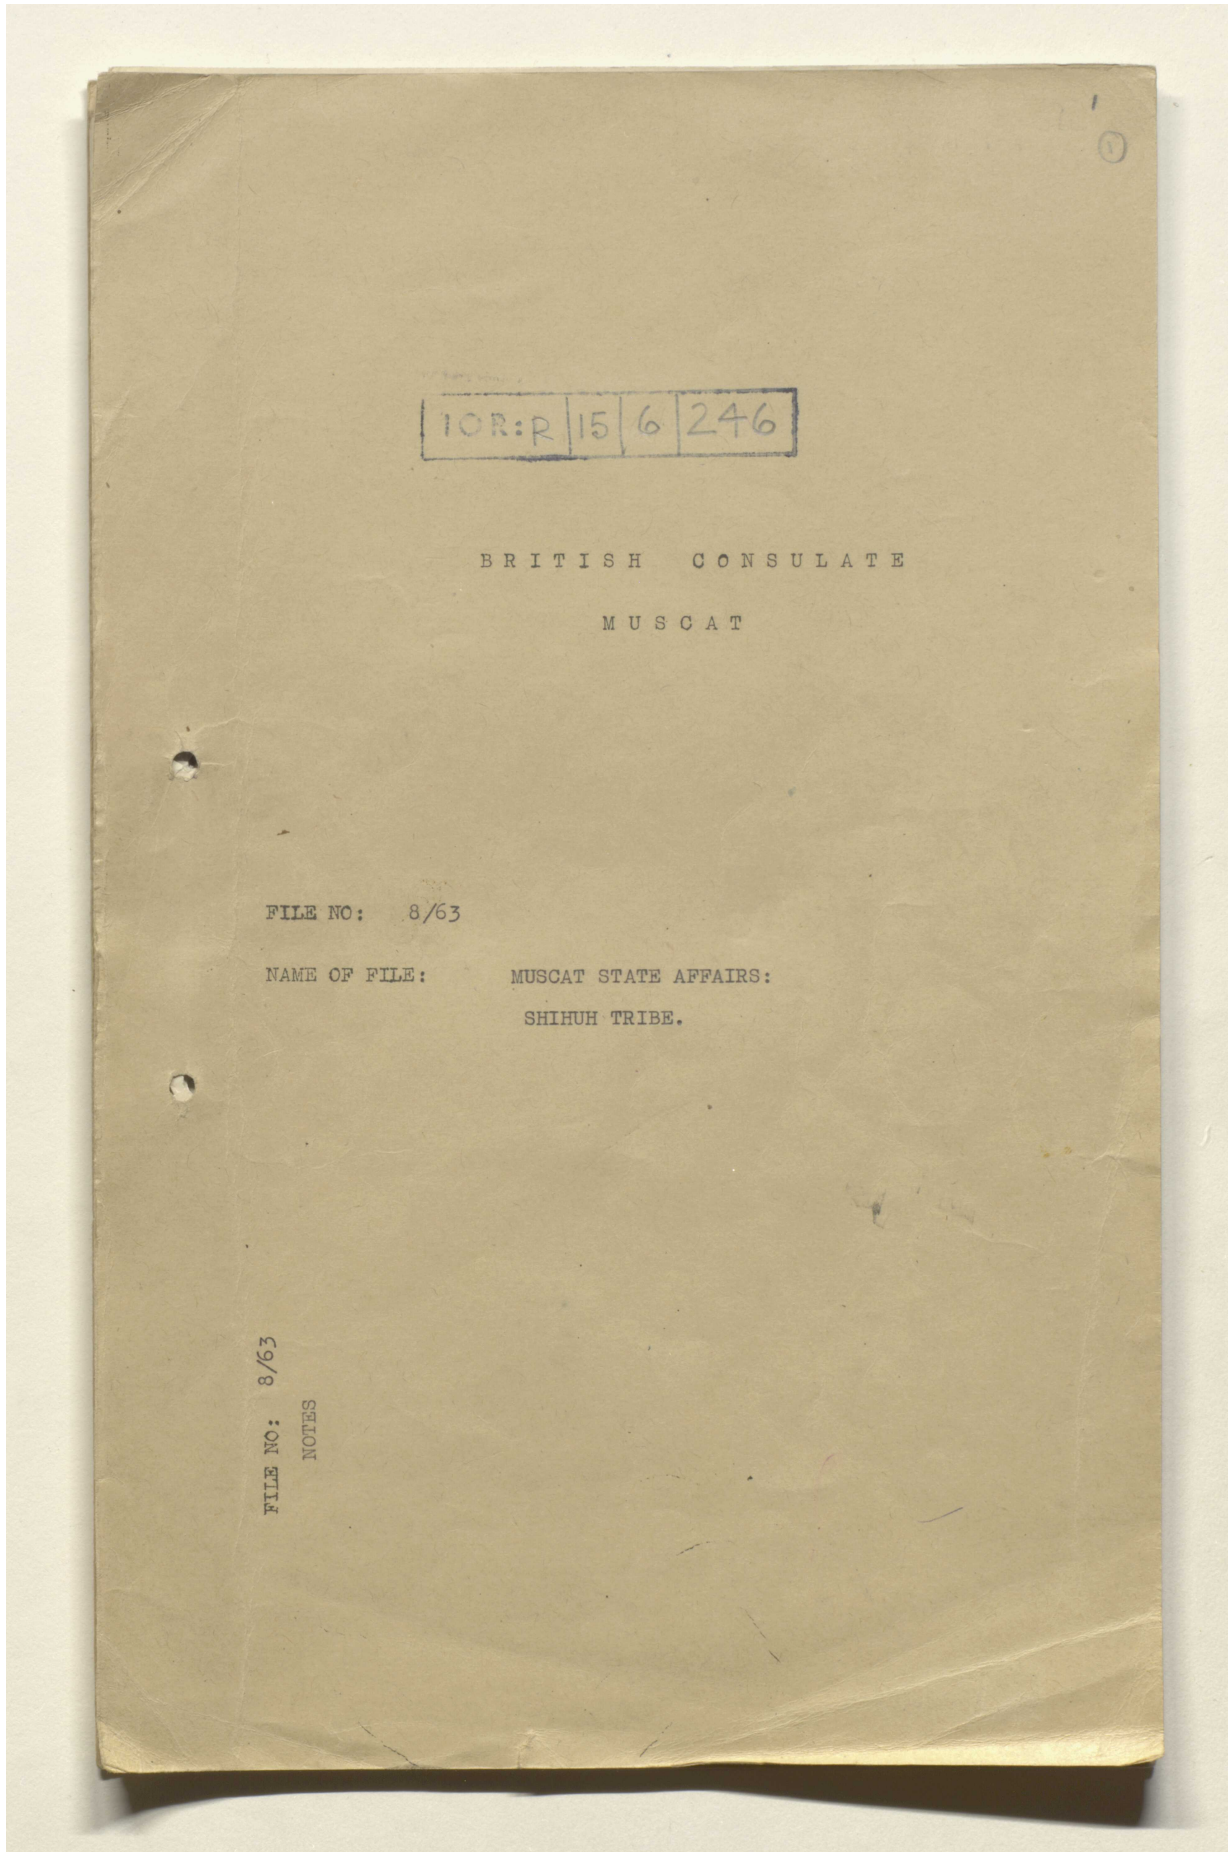 1
1
IOR:R 15 6 246
BRITISH CONSULATE
MUSCAT
FILE NO: 8/63
NAME OF FILE: MUSCAT STATE AFFAIRS:
SHIHUH TRIBE.
FILE NO: 8/63
NOTES